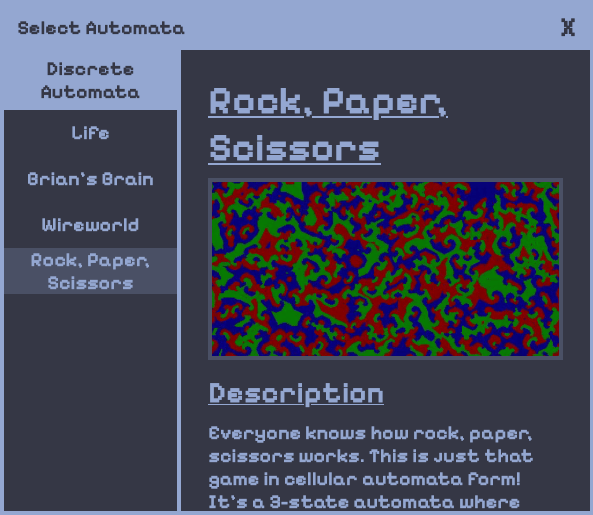 Select Automata
X
Discrete
Automata
Life
Brian's Brain
Wireworld
Rock, Paper,
Scissors
Rock, Paper,
Scissors
Description
Everyone knows how rock, paper,
scissors works. This is just that
game in cellular automata form!
It's a 3-state automata where